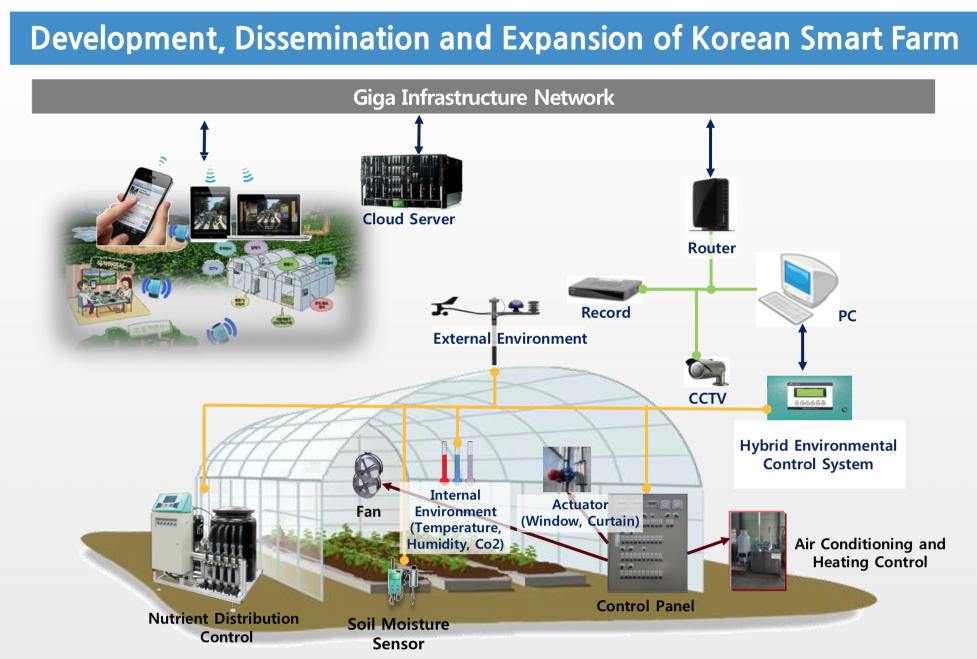 Development, Dissemination and Expansion of Korean Smart Farm
Giga Infrastructure Network
Cloud Server
Router
Record
PC
External Environment
CCTV
CCTV
Hybrid Environmental
Control System
Fan
Internal
Environment
(Temperature,
Humidity, Co2)
Actuator
(Window, Curtain)
Air Conditioning and
Heating Control
Control Panel
Nutrient Distribution
Control
Soil Moisture
Sensor